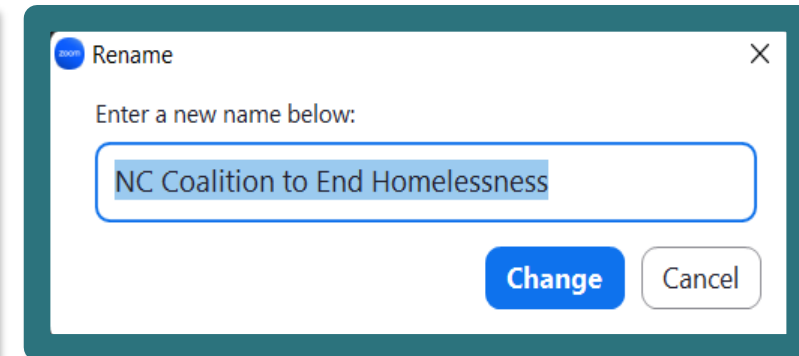 zoom Rename
Enter a new name below:
NC Coalition to End Homelessness
Change Cancel